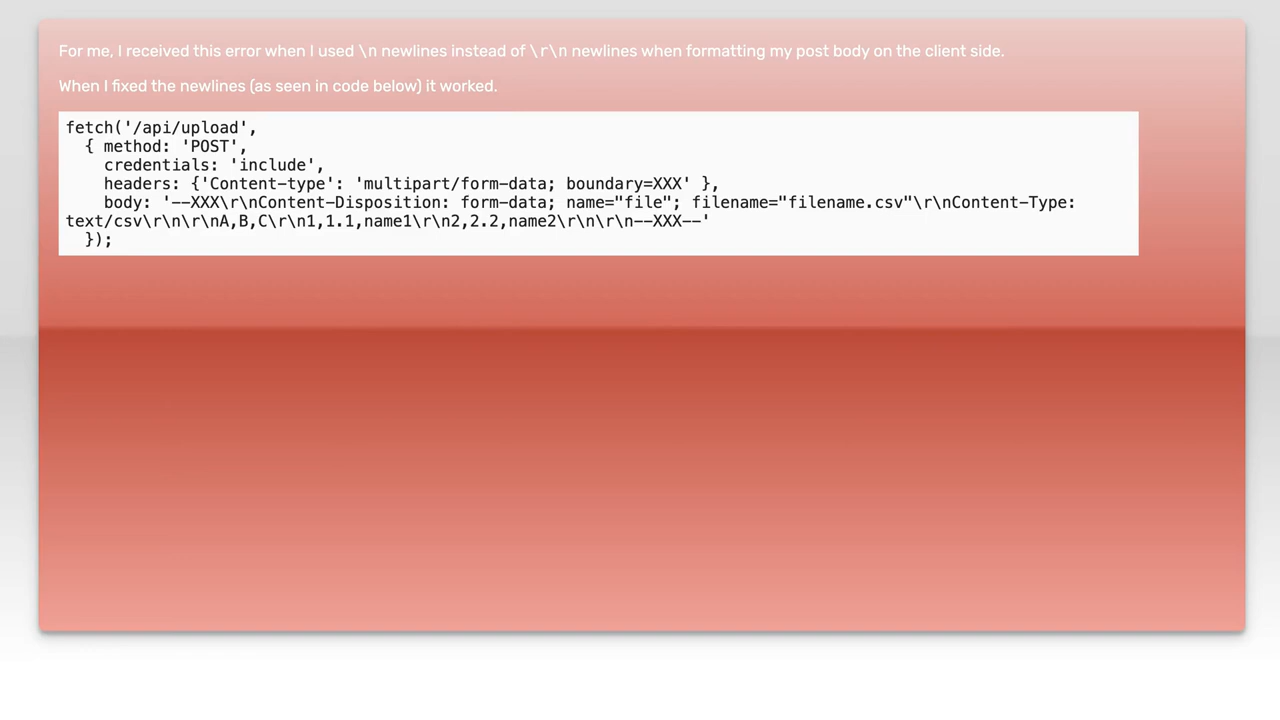 For me, I received this error when I used \n newlines instead of \r\n newlines when formatting my post body on the client side.
When I fixed the newlines (as seen in code below) it worked.
fetch('/api/upload',
  { method: 'POST',
    credentials: 'include',
    headers: {'Content-type': 'multipart/form-data; boundary=XXX' },
    body: '--XXX\r\nContent-Disposition: form-data; name="file"; filename="filename.csv"\r\nContent-Type:
text/csv\r\n\r\nA,B,C\r\n1,1.1,name1\r\n2,2.2,name2\r\n\r\n--XXX--'
  });